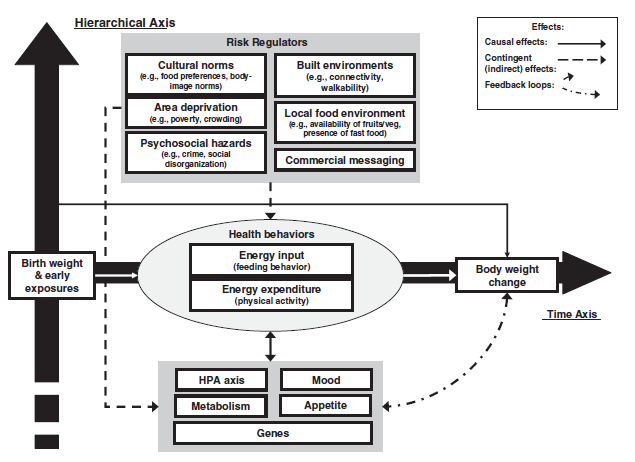 Hierarchical Axis
Effects:
Causal effects:
Contingent
(indirect) effects:
Feedback loops:
Risk Regulators
Cultural norms
(e.g., food preferences, body-
image norms)
Area deprivation
(e.g., poverty, crowding)
Psychosocial hazards
(e.g., crime, social
disorganization)
Built environments
(e.g., connectivity,
walkability)
Local food environment
(e.g., availability of fruits/veg,
presence of fast food)
Commercial messaging
Health behaviors
Energy input
(feeding behavior)
Energy expenditure
(physical activity)
Birth weight
& early
exposures
Body weight
change
Time Axis
HPA axis
Mood
Metabolism
Appetite
Genes